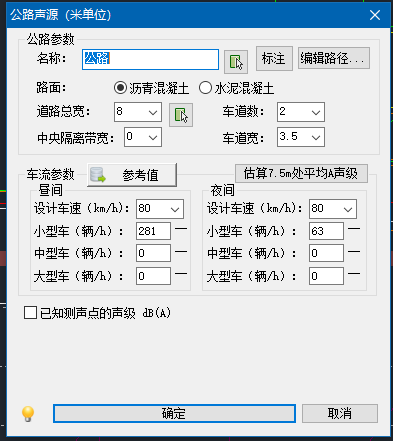 公路声源（米单位）
公路参数
名称： 公路 标注 编辑路径...
路面： 沥青混凝土 水泥混凝土
道路总宽： 8 车道数： 2
中央隔离带宽： 0 车道宽： 3.5
车流参数 参考值 估算7.5m处平均A声级
昼间 夜间
设计车速（km/h）： 80 设计车速（km/h）： 80
小型车（辆/h）： 281 小型车（辆/h）： 63
中型车（辆/h）： 0 中型车（辆/h）： 0
大型车（辆/h）： 0 大型车（辆/h）： 0
已知测点的声级 dB(A)
确定 取消